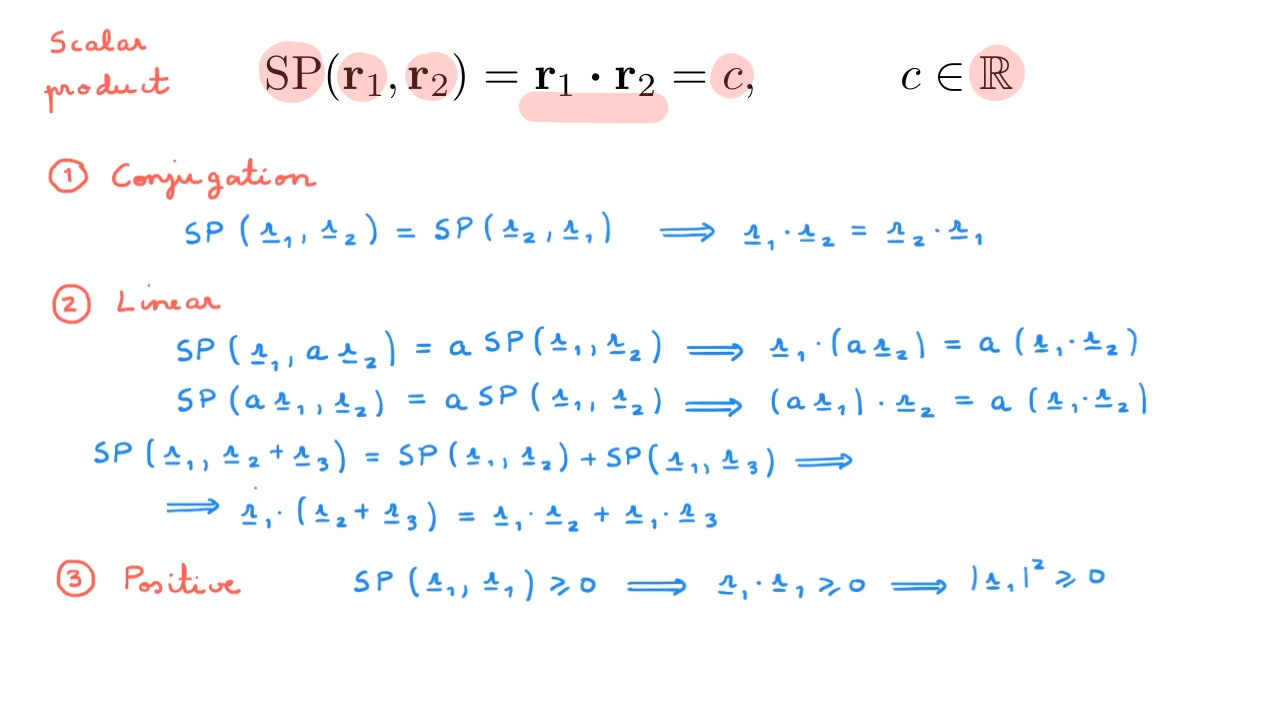 Scalar product
SP(r₁, r₂) = r₁ · r₂ = c, c ∈ ℝ
① Conjugation
SP(r₁, r₂) = SP(r₂, r₁) ⟹ r₁ · r₂ = r₂ · r₁
② Linear
SP(r₁, a r₂) = a SP(r₁, r₂) ⟹ r₁ · (a r₂) = a (r₁ · r₂)
SP(a r₁, r₂) = a SP(r₁, r₂) ⟹ (a r₁) · r₂ = a (r₁ · r₂)
SP(r₁, r₂ + r₃) = SP(r₁, r₂) + SP(r₁, r₃) ⟹
⟹ r₁ · (r₂ + r₃) = r₁ · r₂ + r₁ · r₃
③ Positive SP(r₁, r₁) ⩾ 0 ⟹ r₁ · r₁ ⩾ 0 ⟹ |r₁|² ⩾ 0